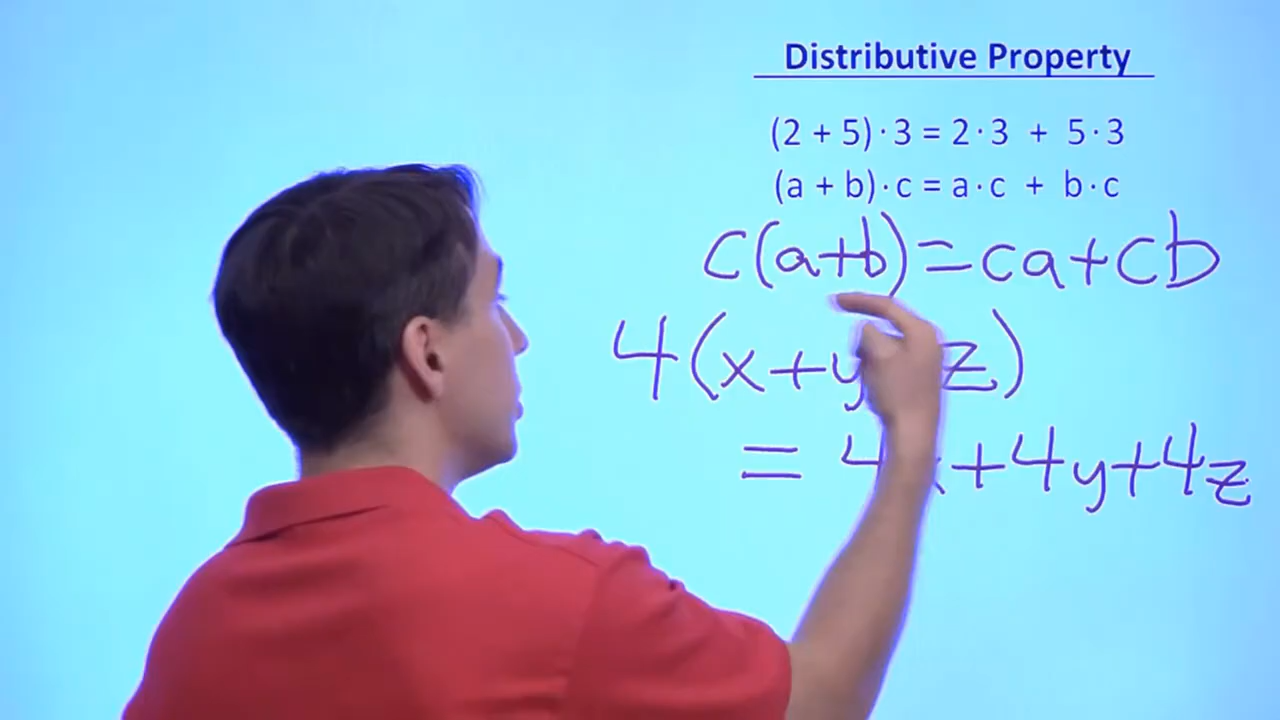 Distributive Property
(2 + 5)·3 = 2·3 + 5·3
(a + b)·c = a·c + b·c
c(a+b)=ca+cb
4(x+y z)
= 4 +4y+4z